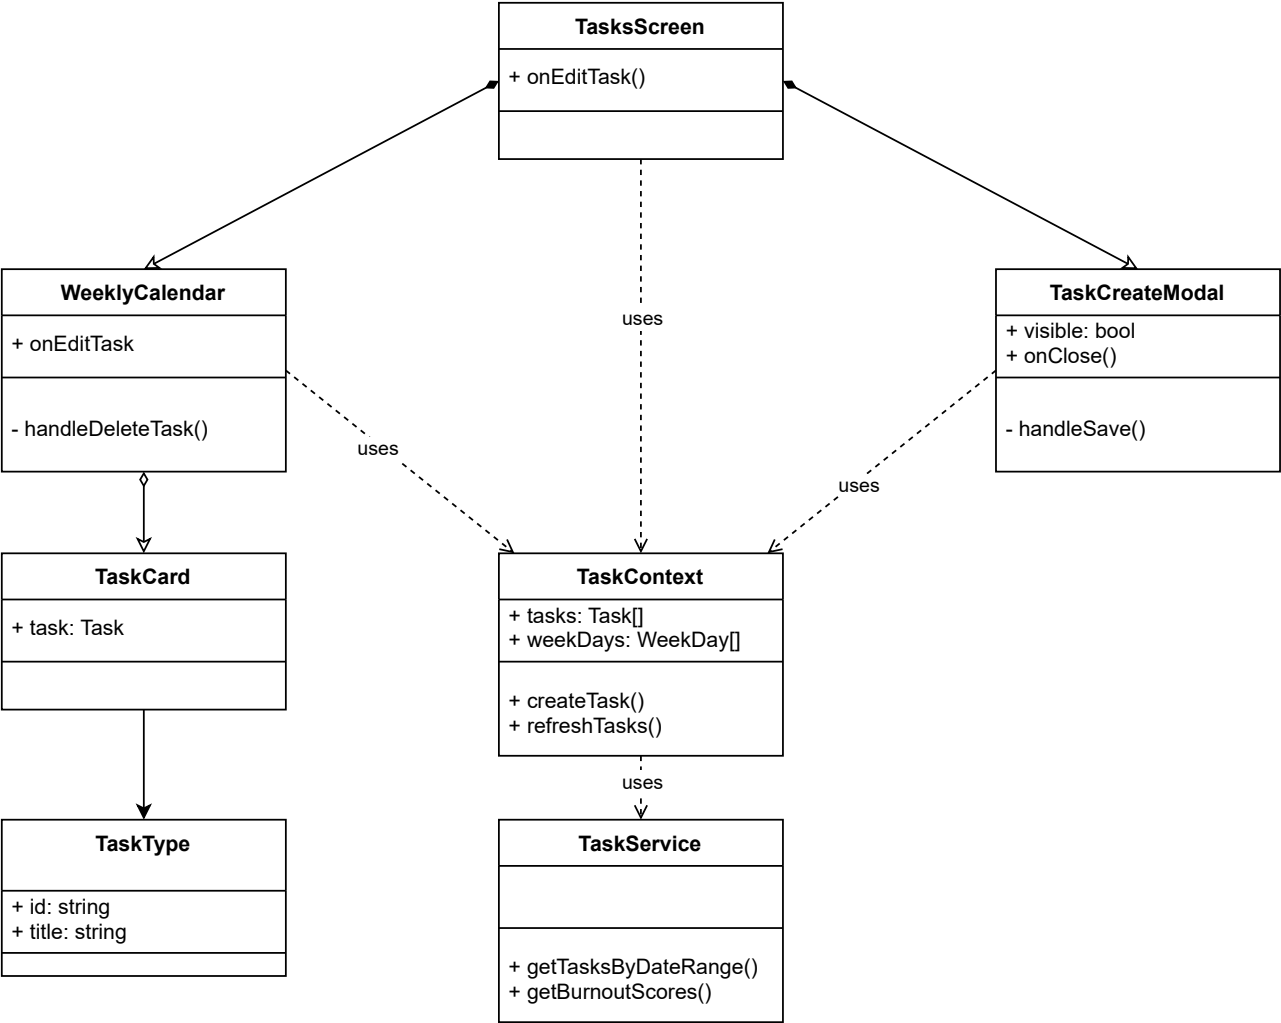 TasksScreen
+ onEditTask()
WeeklyCalendar
+ onEditTask
- handleDeleteTask()
uses
TaskCreateModal
+ visible: bool
+ onClose()
- handleSave()
uses
uses
TaskCard
+ task: Task
TaskContext
+ tasks: Task[]
+ weekDays: WeekDay[]
+ createTask()
+ refreshTasks()
uses
TaskType
+ id: string
+ title: string
TaskService
+ getTasksByDateRange()
+ getBurnoutScores()